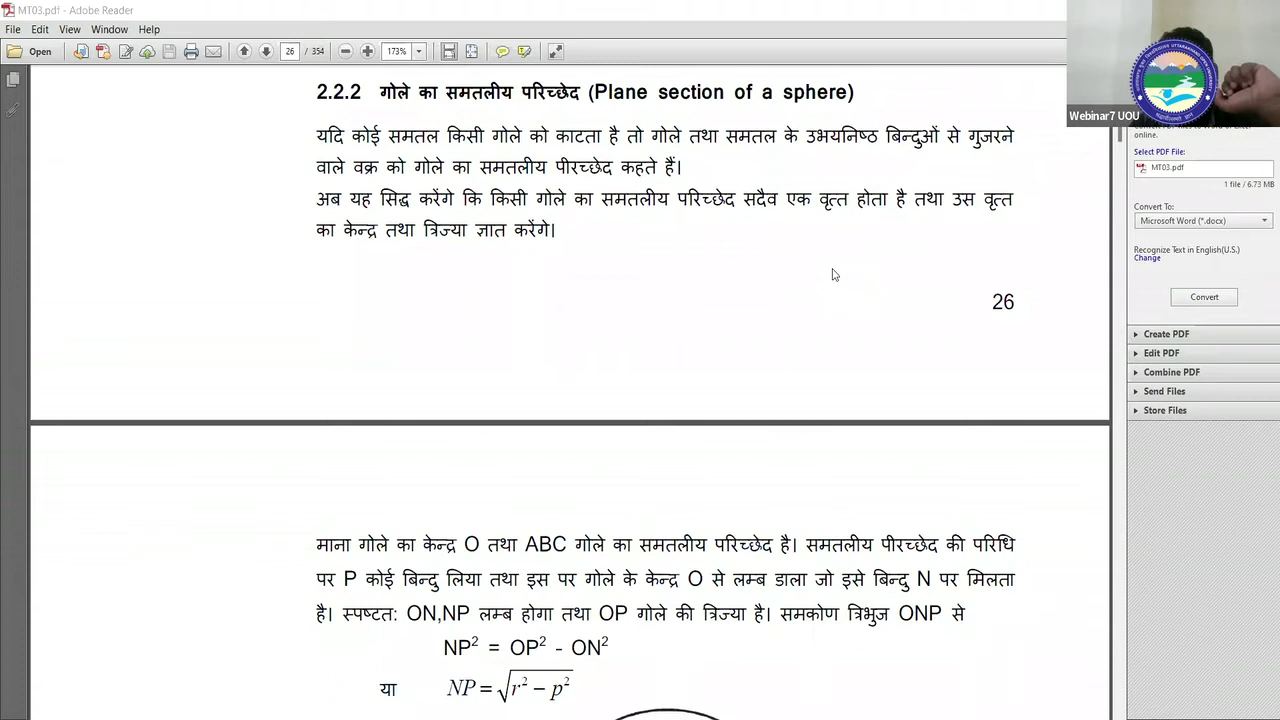 MT03.pdf - Adobe Reader
File Edit View Window Help
Open 26 / 354 173%
Webinar7 UOU
online.
Select PDF File:
MT03.pdf
1 file / 6.73 MB
Convert To:
Microsoft Word (*.docx)
Recognize Text in English(U.S.)
Change
Convert
Create PDF
Edit PDF
Combine PDF
Send Files
Store Files
2.2.2 गोले का समतलीय परिच्छेद (Plane section of a sphere)
यदि कोई समतल किसी गोले को काटता है तो गोले तथा समतल के उभयनिष्ठ बिन्दुओं से गुजरने
वाले वक्र को गोले का समतलीय पीरच्छेद कहते हैं।
अब यह सिद्ध करेंगे कि किसी गोले का समतलीय परिच्छेद सदैव एक वृत्त होता है तथा उस वृत्त
का केन्द्र तथा त्रिज्या ज्ञात करेंगे।
26
माना गोले का केन्द्र O तथा ABC गोले का समतलीय परिच्छेद है। समतलीय पीरच्छेद की परिधि
पर P कोई बिन्दु लिया तथा इस पर गोले के केन्द्र O से लम्ब डाला जो इसे बिन्दु N पर मिलता
है। स्पष्टत: ON,NP लम्ब होगा तथा OP गोले की त्रिज्या है। समकोण त्रिभुज ONP से
NP² = OP² - ON²
या NP = √(r² − p²)